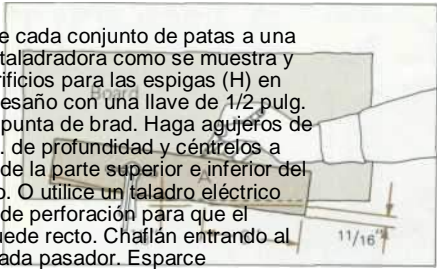 e cada conjunto de patas a una
taladradora como se muestra y
rificios para las espigas (H) en
Board
esaño con una llave de 1/2 pulg.
punta de brad. Haga agujeros de
. de profundidad y céntrelos a
de la parte superior e inferior del
A
o. O utilice un taladro eléctrico
de perforación para que el
uede recto. Chaflán entrando al
11/16"
ada pasador. Esparce